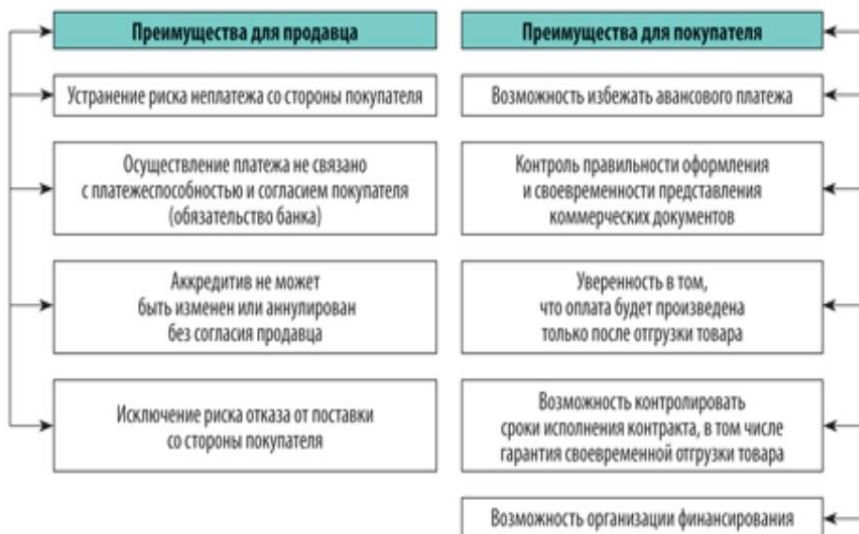 Преимущества для продавца
Устранение риска неплатежа со стороны покупателя
Осуществление платежа не связано
с платежеспособностью и согласием покупателя
(обязательство банка)
Аккредитив не может
быть изменен или аннулирован
без согласия продавца
Исключение риска отказа от поставки
со стороны покупателя
Преимущества для покупателя
Возможность избежать авансового платежа
Контроль правильности оформления
и своевременности представления
коммерческих документов
Уверенность в том,
что оплата будет произведена
только после отгрузки товара
Возможность контролировать
сроки исполнения контракта, в том числе
гарантия своевременной отгрузки товара
Возможность организации финансирования